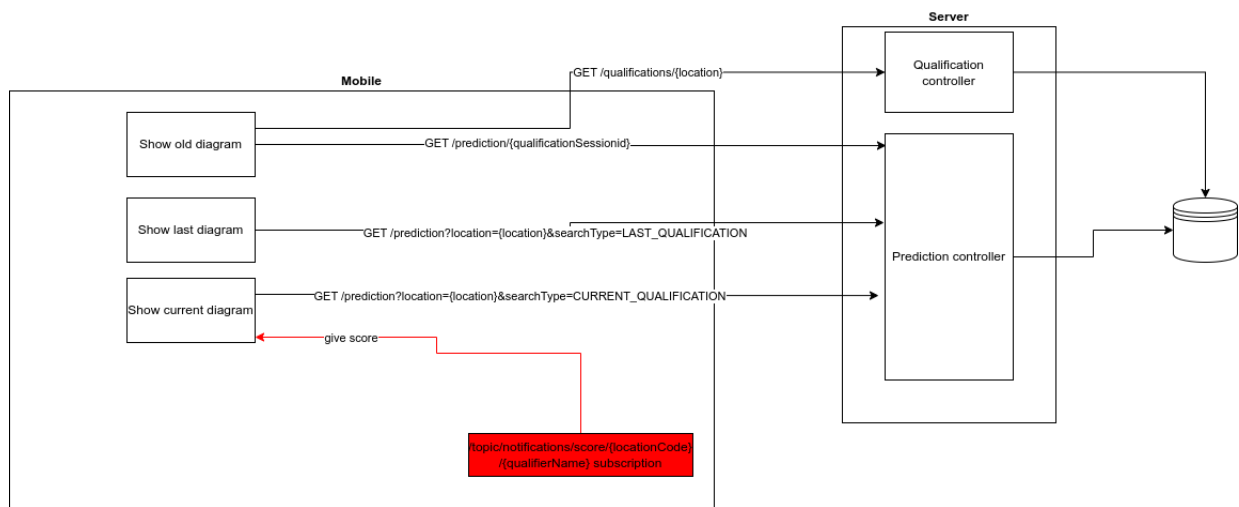 Server
Mobile
GET /qualifications/{location}
Qualification
controller
Show old diagram
GET /prediction/{qualificationSessionid}
Show last diagram
GET /prediction?location={location}&searchType=LAST_QUALIFICATION
Prediction controller
Show current diagram
GET /prediction?location={location}&searchType=CURRENT_QUALIFICATION
give score
/topic/notifications/score/{locationCode}
/{qualifierName} subscription